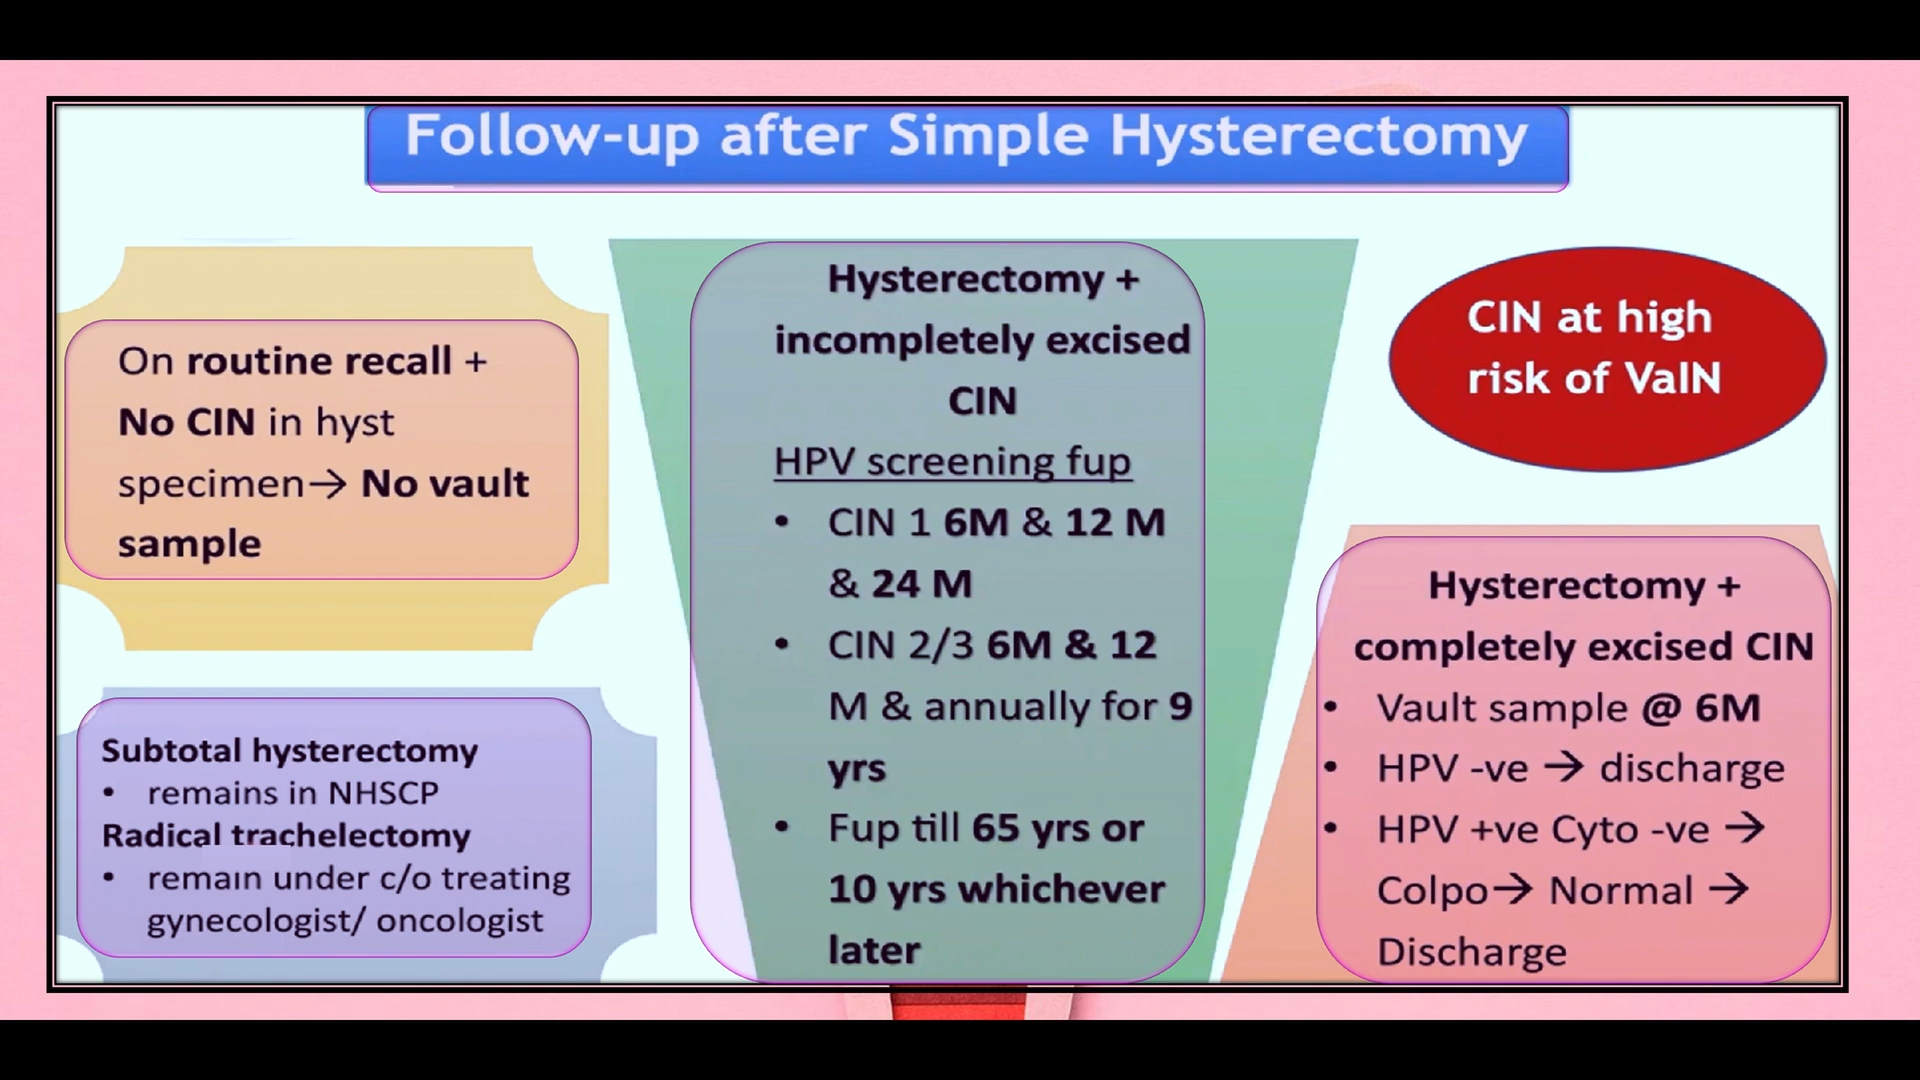 Follow-up after Simple Hysterectomy
On routine recall +
No CIN in hyst
specimen→ No vault
sample
Subtotal hysterectomy
• remains in NHSCP
Radical trachelectomy
• remain under c/o treating
gynecologist/ oncologist
Hysterectomy +
incompletely excised
CIN
HPV screening fup
• CIN 1 6M & 12 M
& 24 M
• CIN 2/3 6M & 12
M & annually for 9
yrs
• Fup till 65 yrs or
10 yrs whichever
later
CIN at high
risk of VaIN
Hysterectomy +
completely excised CIN
• Vault sample @ 6M
• HPV -ve → discharge
• HPV +ve Cyto -ve →
Colpo→ Normal →
Discharge